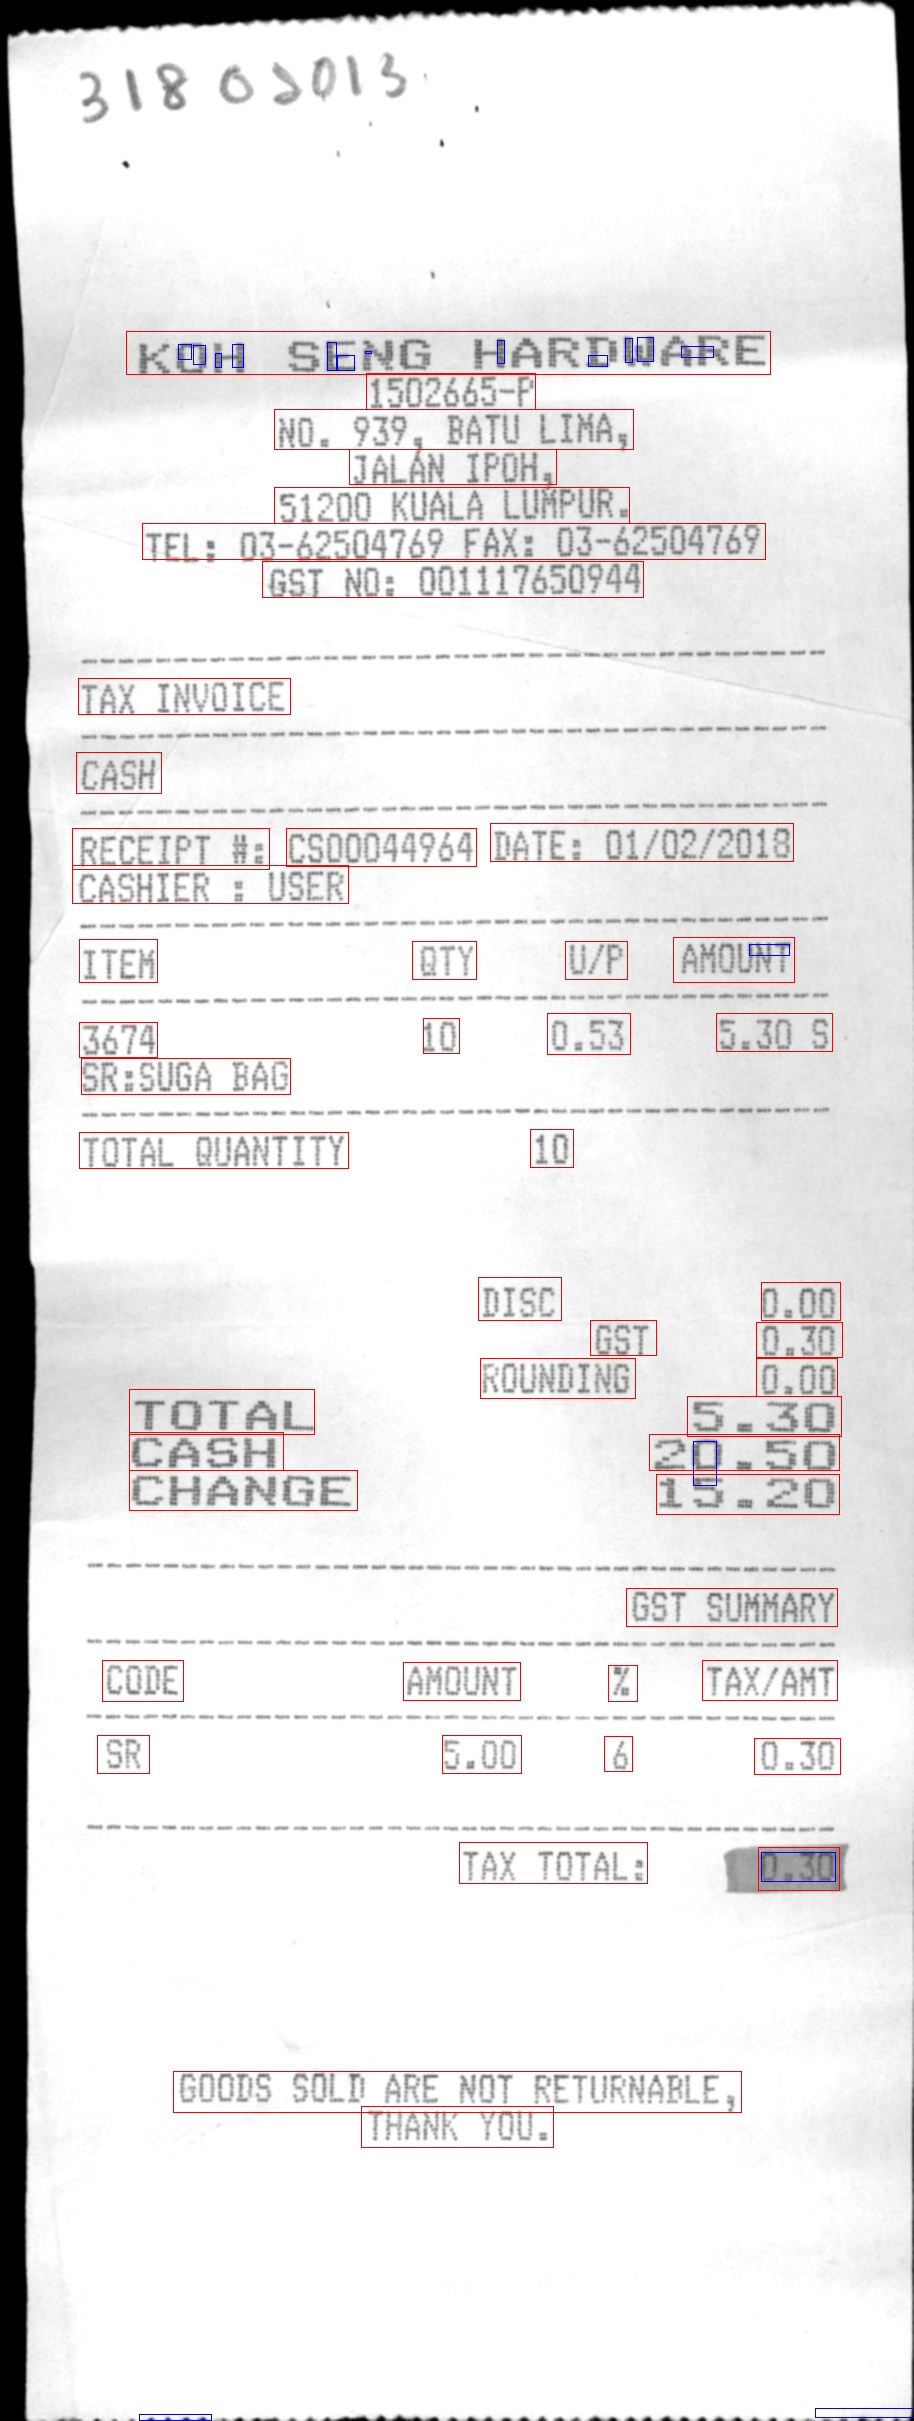 31803013
KOH SENG HARDWARE
1502665-P
NO. 939, BATU LIMA,
JALAN IPOH,
51200 KUALA LUMPUR.
TEL: 03-62504769 FAX: 03-62504769
GST NO: 001117650944
TAX INVOICE
CASH
RECEIPT #: CS00044964 DATE: 01/02/2018
CASHIER : USER
ITEM QTY U/P AMOUNT
3674 10 0.53 5.30 S
SR:SUGA BAG
TOTAL QUANTITY 10
DISC 0.00
GST 0.30
ROUNDING 0.00
TOTAL 5.30
CASH 20.50
CHANGE 15.20
GST SUMMARY
CODE AMOUNT % TAX/AMT
SR 5.00 6 0.30
TAX TOTAL: 0.30
GOODS SOLD ARE NOT RETURNABLE,
THANK YOU.